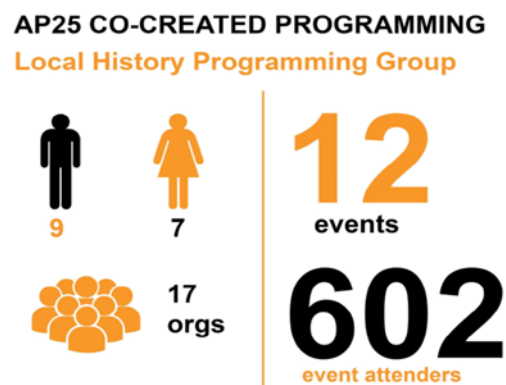 AP25 CO-CREATED PROGRAMMING
Local History Programming Group
9
7
17
orgs
12
events
602
event attenders